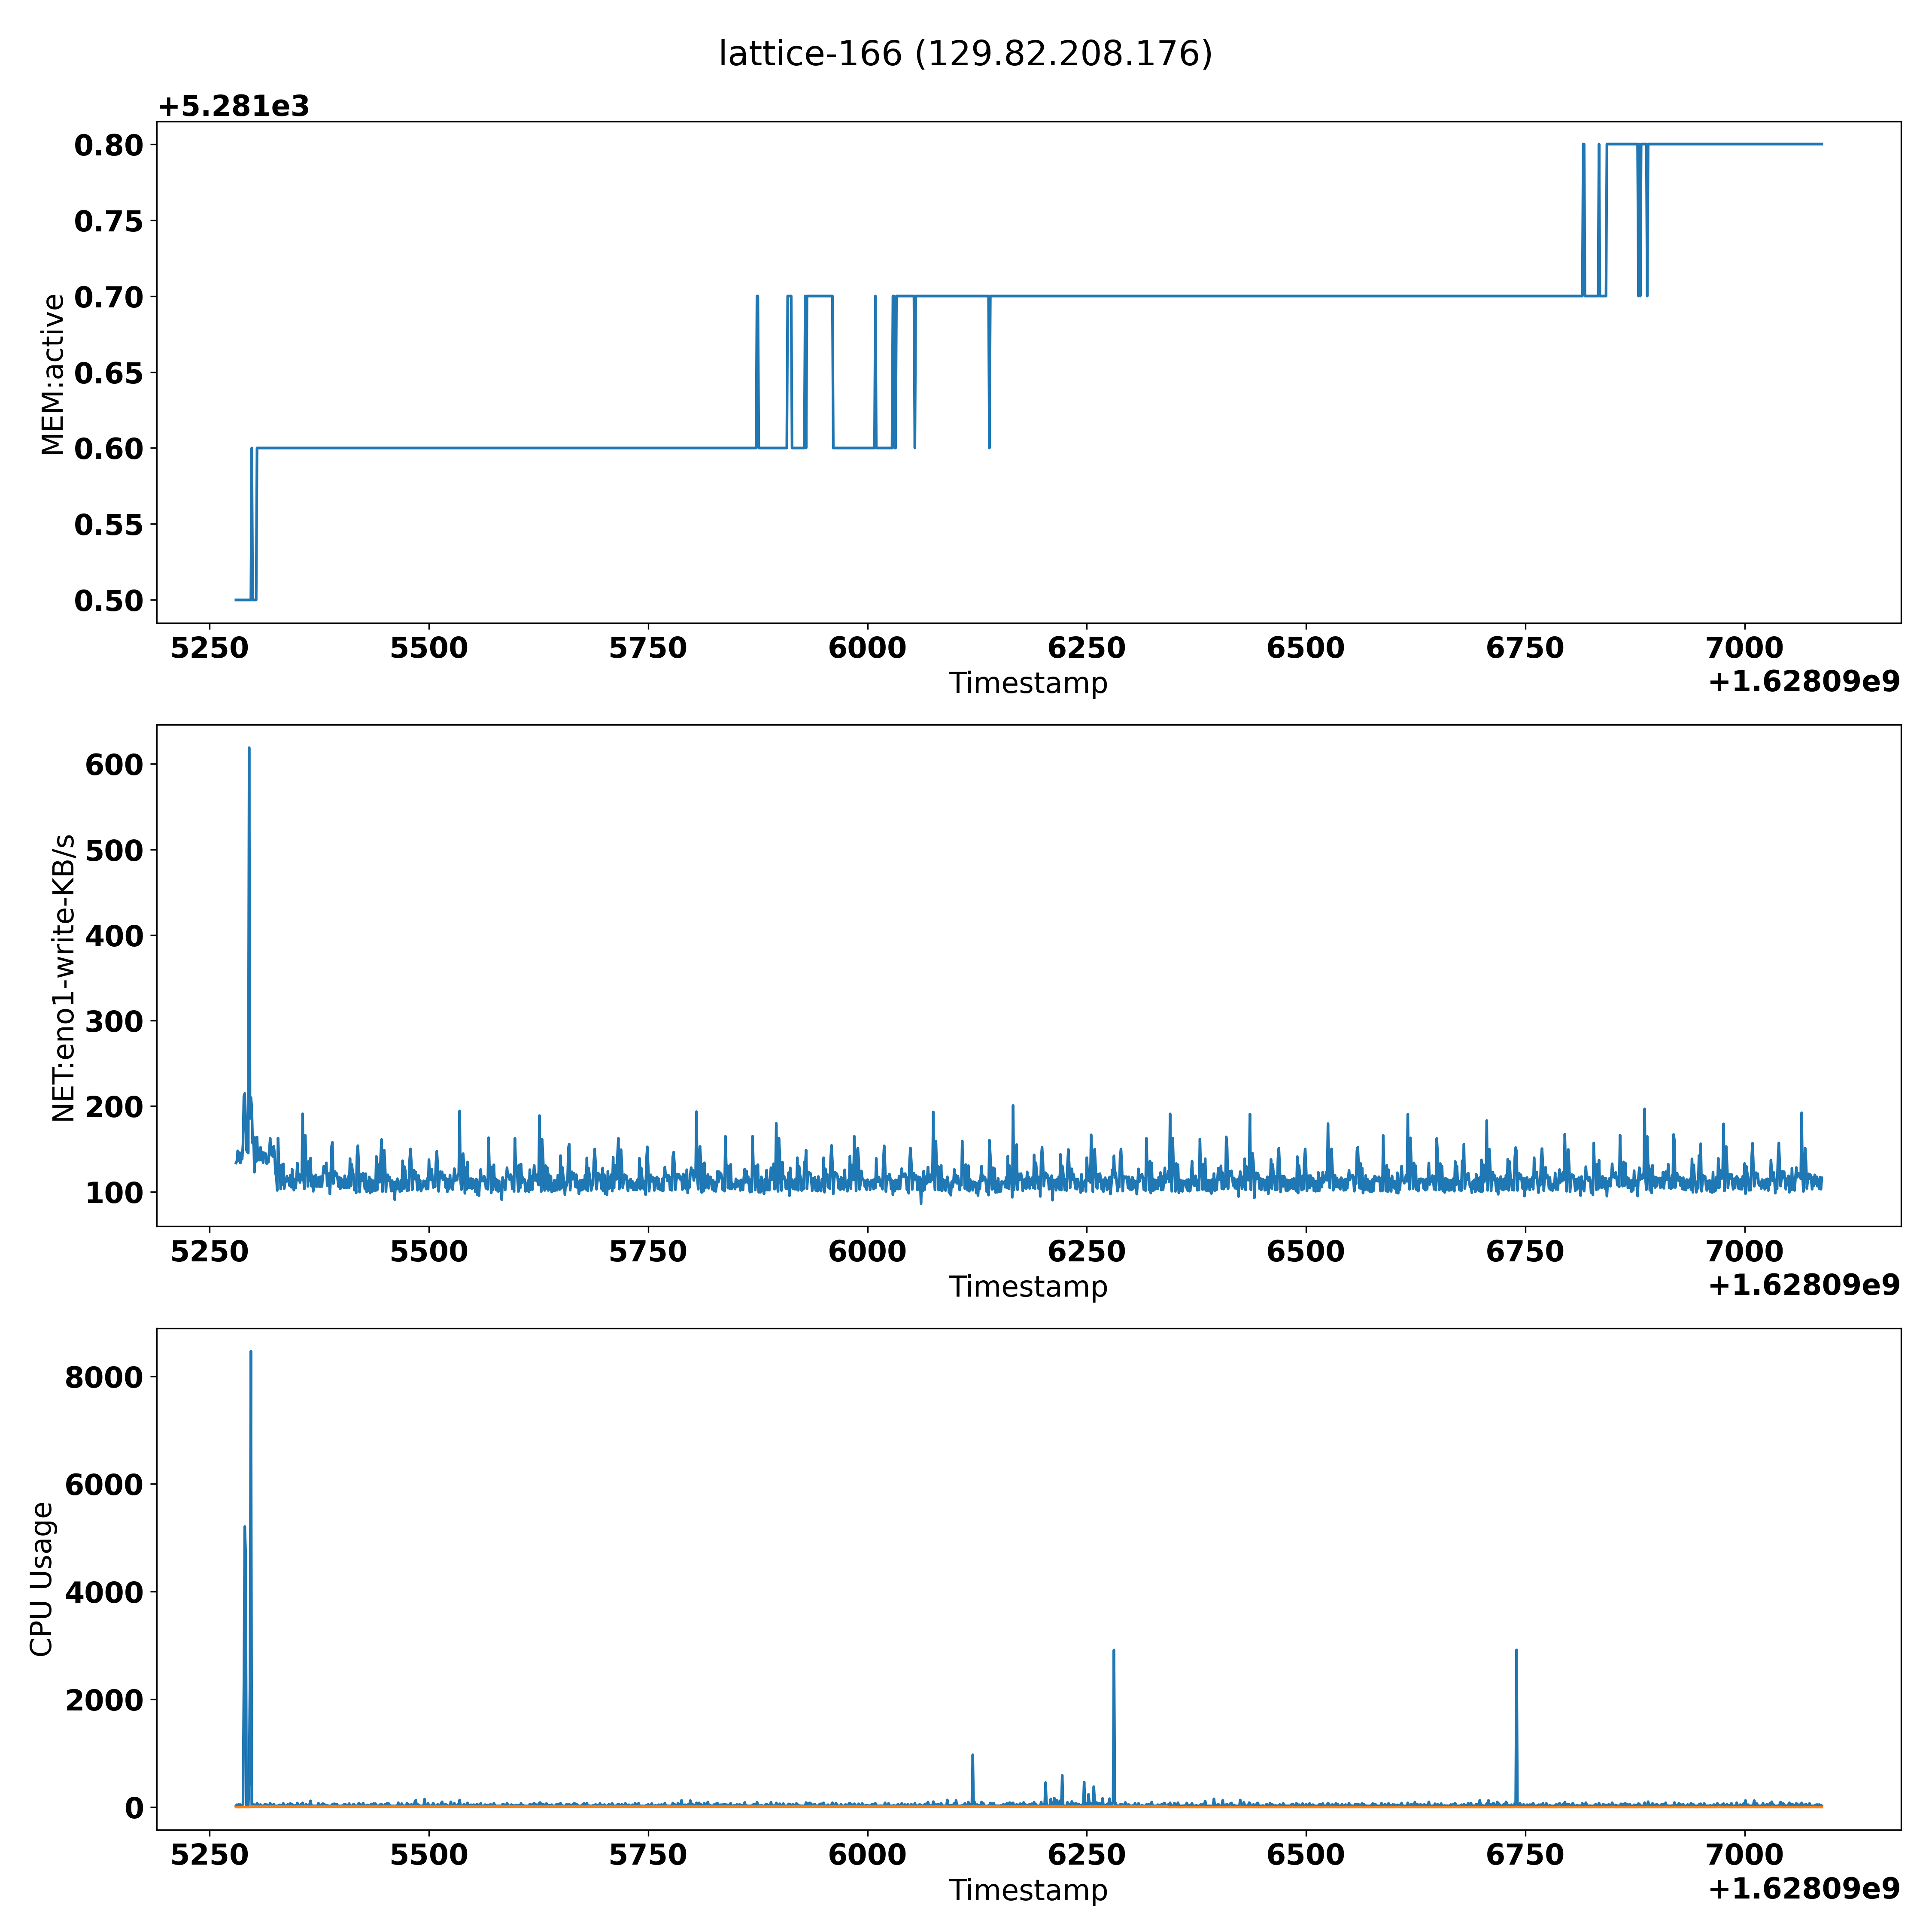 lattice-166 (129.82.208.176)
+5.281e3
0.80
0.75
0.70
0.65
0.60
0.55
0.50
MEM:active
5250 5500 5750 6000 6250 6500 6750 7000
Timestamp
+1.62809e9
600
500
400
300
200
100
NET:eno1-write-KB/s
5250 5500 5750 6000 6250 6500 6750 7000
Timestamp
+1.62809e9
8000
6000
4000
2000
0
CPU Usage
5250 5500 5750 6000 6250 6500 6750 7000
Timestamp
+1.62809e9